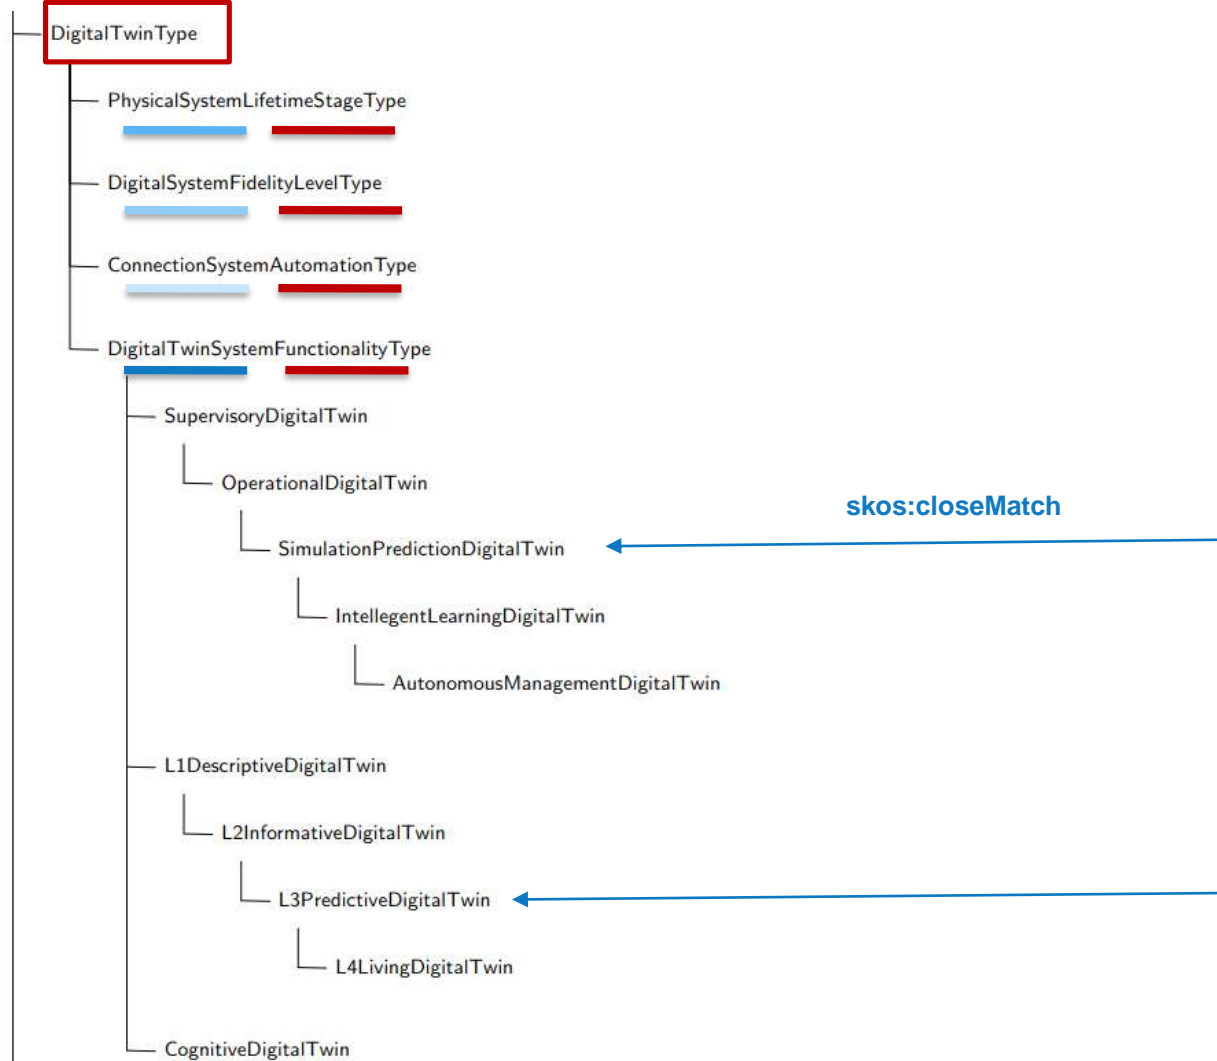 DigitalTwinType
PhysicalSystemLifetimeStageType
DigitalSystemFidelityLevelType
ConnectionSystemAutomationType
DigitalTwinSystemFunctionalityType
SupervisoryDigitalTwin
OperationalDigitalTwin
skos:closeMatch
SimulationPredictionDigitalTwin
IntellegentLearningDigitalTwin
AutonomousManagementDigitalTwin
L1DescriptiveDigitalTwin
L2InformativeDigitalTwin
L3PredictiveDigitalTwin
L4LivingDigitalTwin
CognitiveDigitalTwin